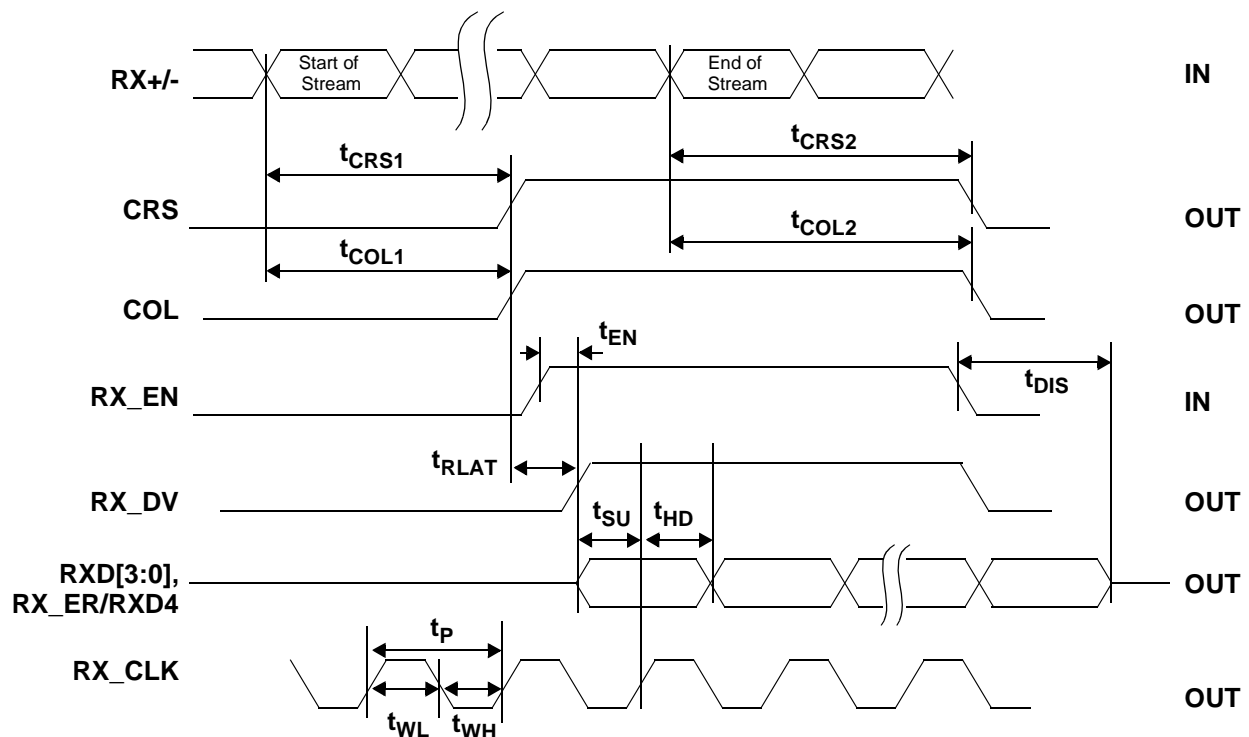 RX+/-
Start of
Stream
End of
Stream
IN
tCRS1
tCRS2
CRS
OUT
tCOL1
tCOL2
COL
OUT
tEN
RX_EN
tDIS
IN
tRLAT
RX_DV
OUT
tSU
tHD
RXD[3:0],
RX_ER/RXD4
OUT
tP
RX_CLK
OUT
tWL
tWH